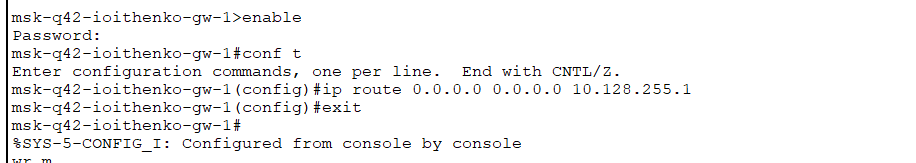 msk-q42-ioithenko-gw-1>enable
Password:
msk-q42-ioithenko-gw-1#conf t
Enter configuration commands, one per line.  End with CNTL/Z.
msk-q42-ioithenko-gw-1(config)#ip route 0.0.0.0 0.0.0.0 10.128.255.1
msk-q42-ioithenko-gw-1(config)#exit
msk-q42-ioithenko-gw-1#
%SYS-5-CONFIG_I: Configured from console by console
wr m